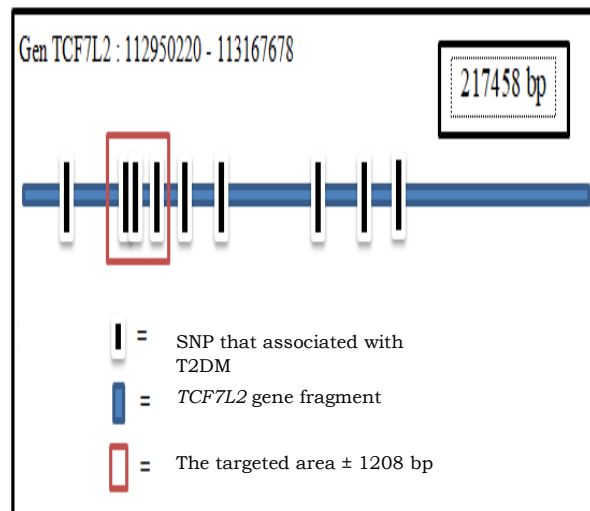 Gen TCF7L2 : 112950220 - 113167678
217458 bp
= SNP that associated with
T2DM
= TCF7L2 gene fragment
= The targeted area ± 1208 bp